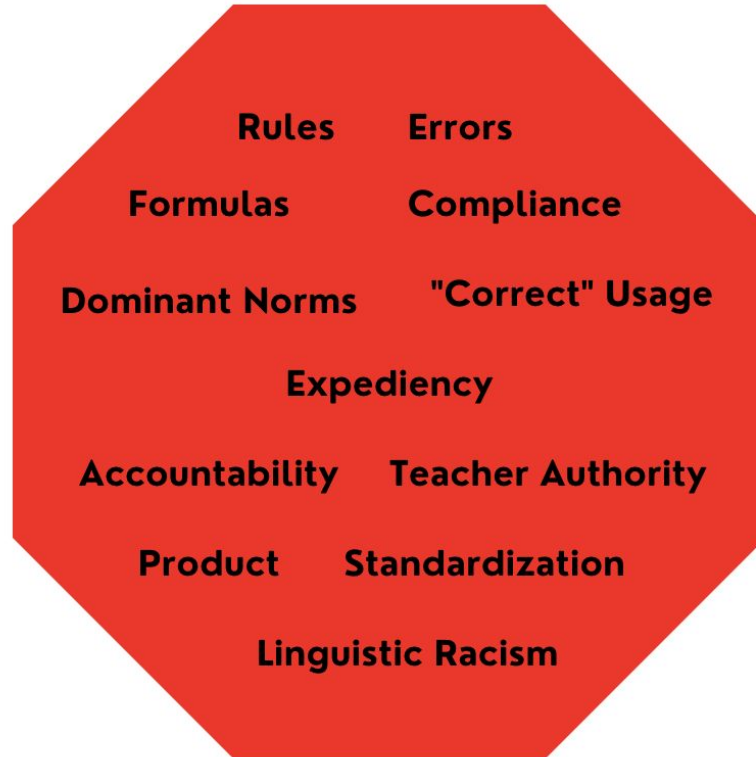 Rules Errors
Formulas Compliance
Dominant Norms "Correct" Usage
Expediency
Accountability Teacher Authority
Product Standardization
Linguistic Racism